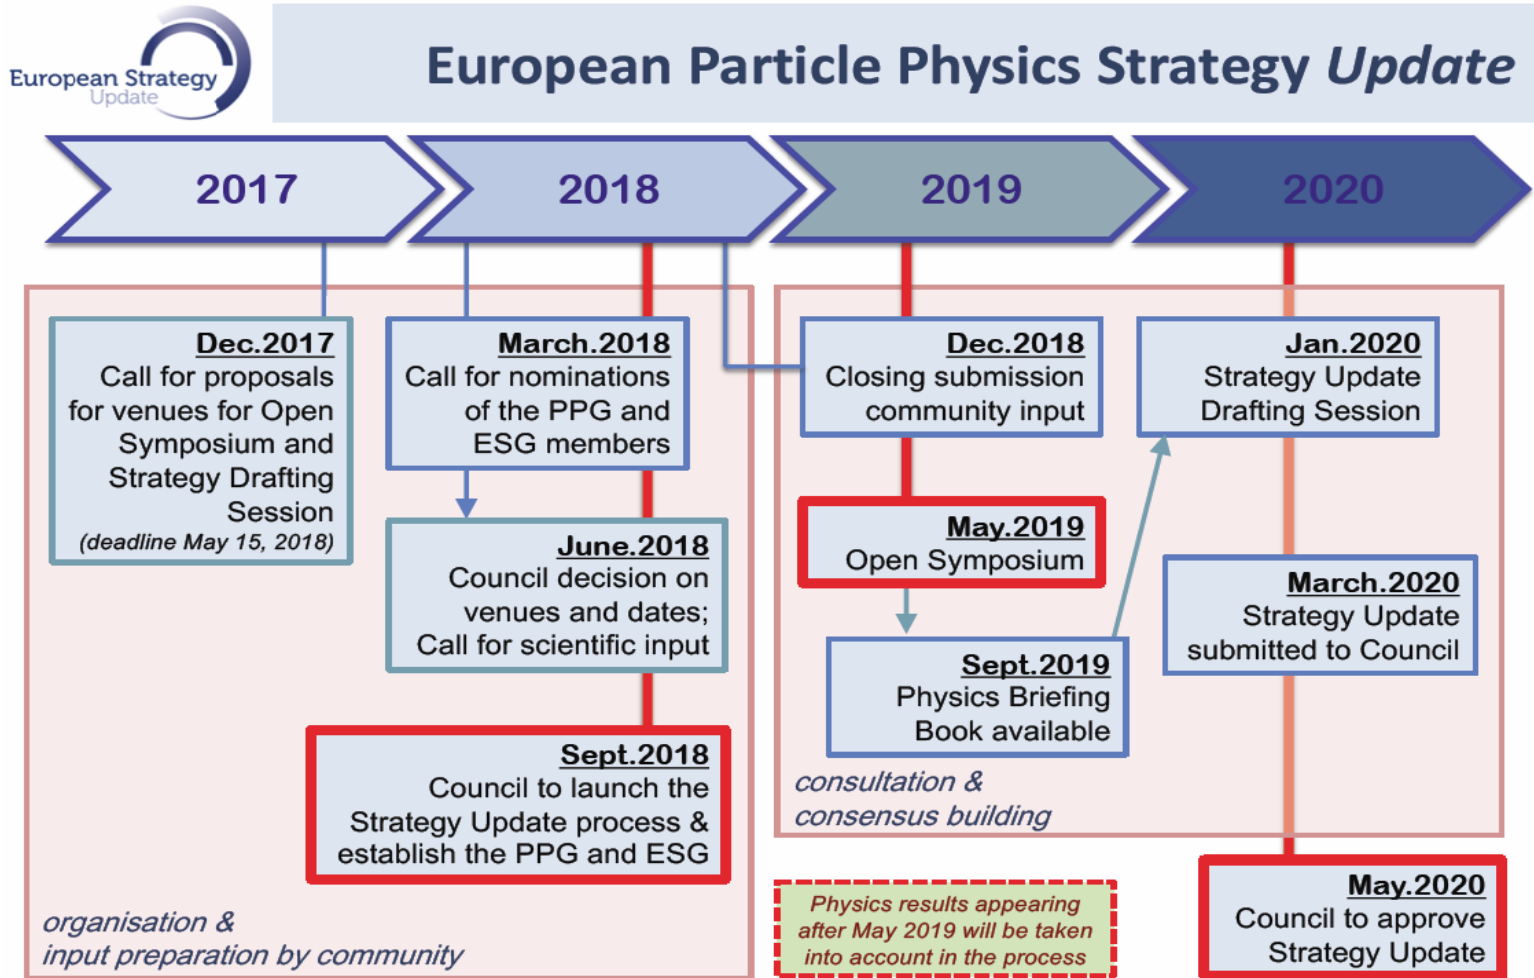 European Strategy
Update
European Particle Physics Strategy Update
2017
2018
2019
2020
Dec.2017
Call for proposals
for venues for Open
Symposium and
Strategy Drafting
Session
(deadline May 15, 2018)
March.2018
Call for nominations
of the PPG and
ESG members
June.2018
Council decision on
venues and dates;
Call for scientific input
Sept.2018
Council to launch the
Strategy Update process &
establish the PPG and ESG
organisation &
input preparation by community
Dec.2018
Closing submission
community input
May.2019
Open Symposium
Sept.2019
Physics Briefing
Book available
Jan.2020
Strategy Update
Drafting Session
March.2020
Strategy Update
submitted to Council
consultation &
consensus building
May.2020
Council to approve
Strategy Update
Physics results appearing
after May 2019 will be taken
into account in the process